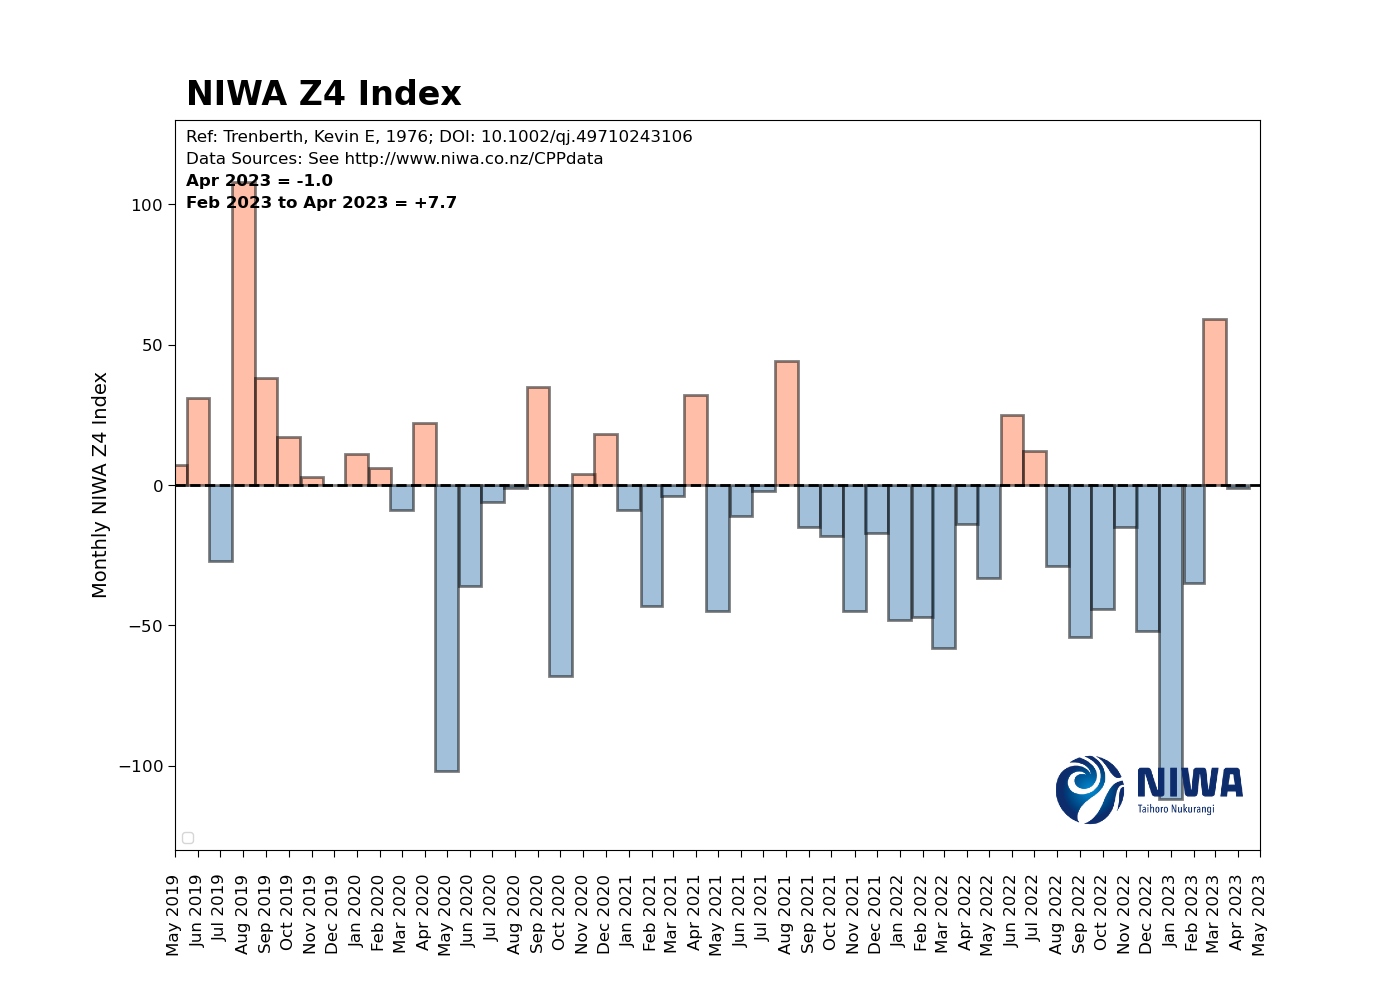 NIWA Z4 Index
Ref: Trenberth, Kevin E, 1976; DOI: 10.1002/qj.49710243106
Data Sources: See http://www.niwa.co.nz/CPPdata
Apr 2023 = -1.0
Feb 2023 to Apr 2023 = +7.7
Monthly NIWA Z4 Index
100
50
0
−50
−100
NIWA
Taihoro Nukurangi
May 2019
Jun 2019
Jul 2019
Aug 2019
Sep 2019
Oct 2019
Nov 2019
Dec 2019
Jan 2020
Feb 2020
Mar 2020
Apr 2020
May 2020
Jun 2020
Jul 2020
Aug 2020
Sep 2020
Oct 2020
Nov 2020
Dec 2020
Jan 2021
Feb 2021
Mar 2021
Apr 2021
May 2021
Jun 2021
Jul 2021
Aug 2021
Sep 2021
Oct 2021
Nov 2021
Dec 2021
Jan 2022
Feb 2022
Mar 2022
Apr 2022
May 2022
Jun 2022
Jul 2022
Aug 2022
Sep 2022
Oct 2022
Nov 2022
Dec 2022
Jan 2023
Feb 2023
Mar 2023
Apr 2023
May 2023